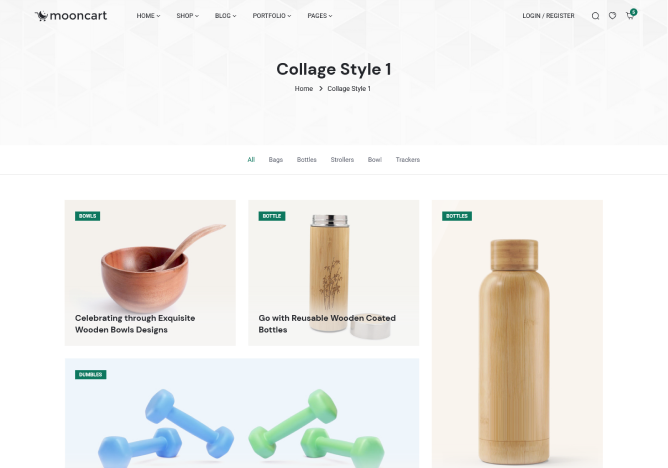 mooncart HOME SHOP BLOG PORTFOLIO PAGES LOGIN / REGISTER 0
Collage Style 1
Home > Collage Style 1
All Bags Bottles Strollers Bowl Trackers
BOWLS
Celebrating through Exquisite
Wooden Bowls Designs
BOTTLE
Go with Reusable Wooden Coated
Bottles
BOTTLES
DUMBLES